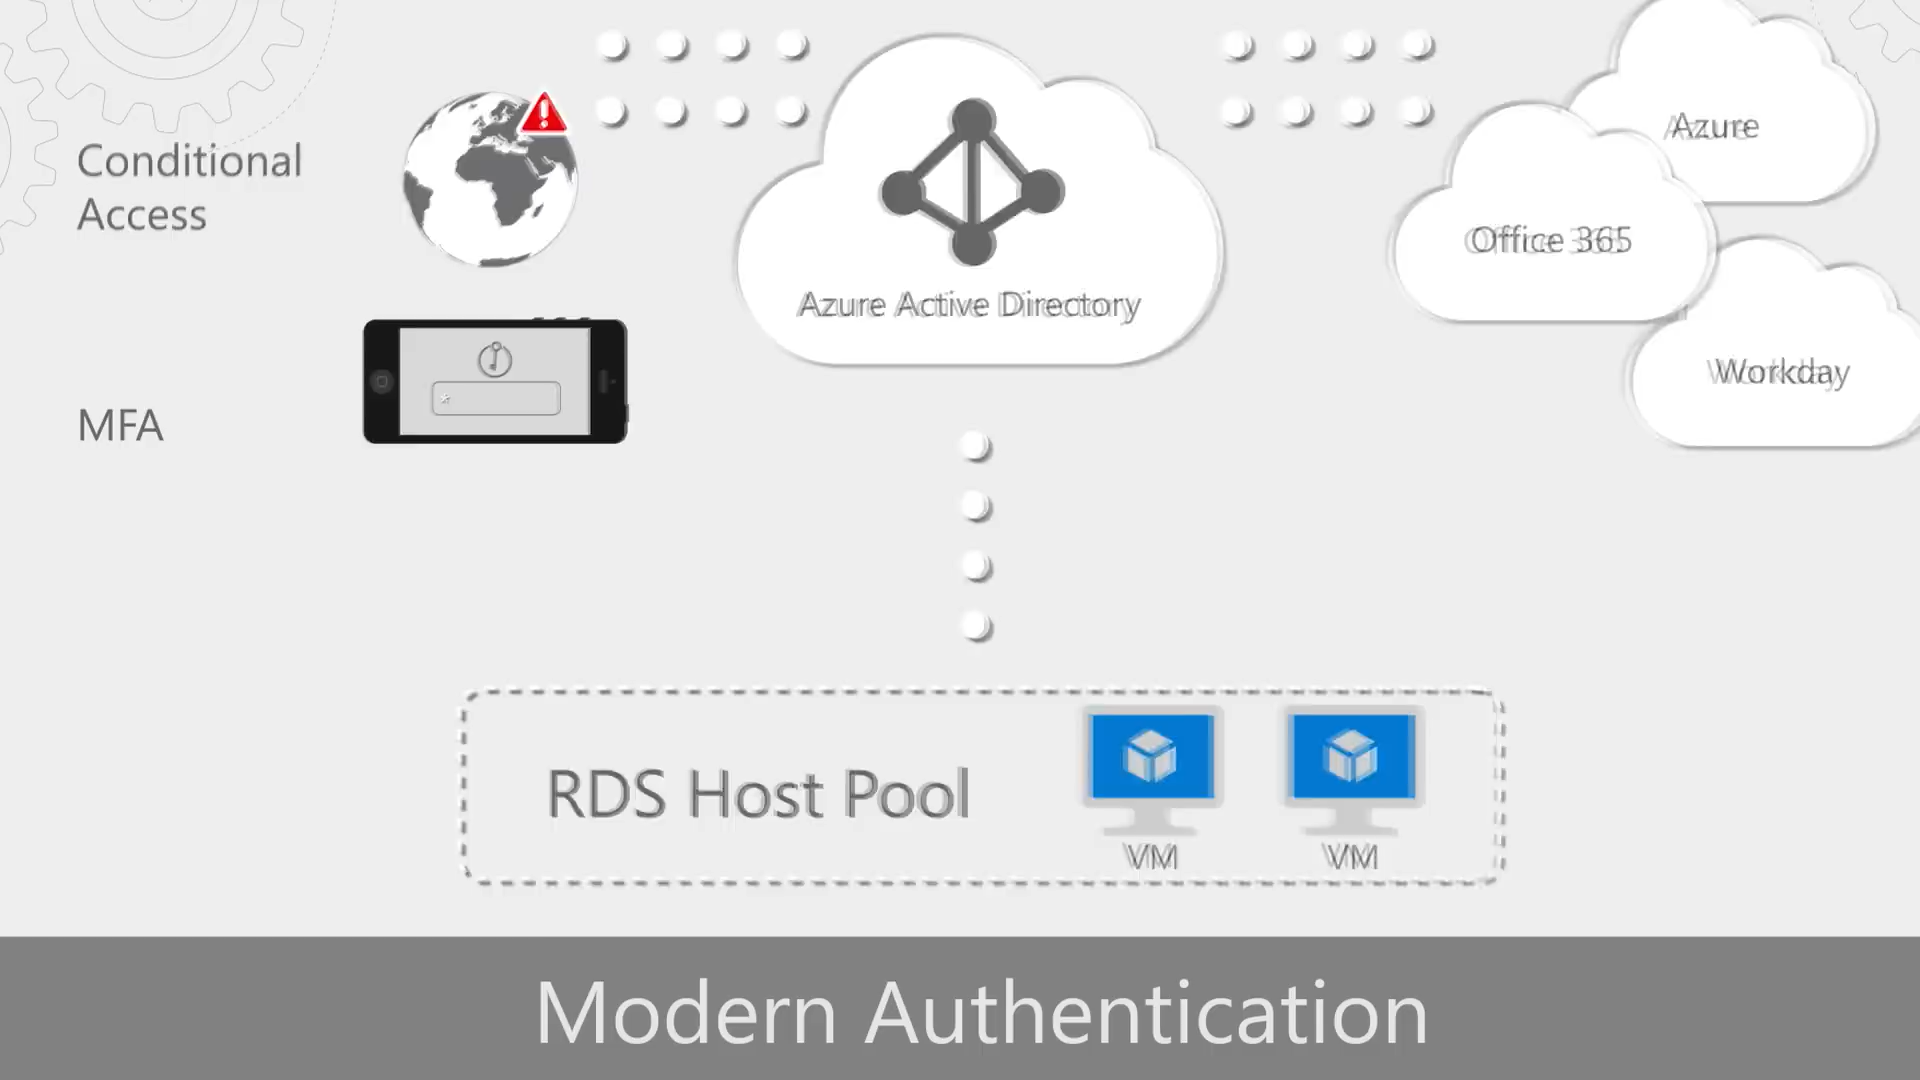 Conditional
Access
MFA
Azure Active Directory
Azure
Office 365
Workday
*
RDS Host Pool
VM
VM
Modern Authentication